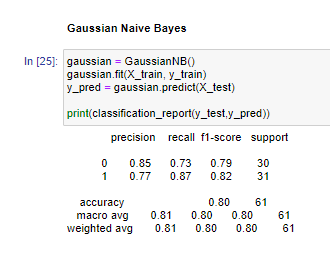 Gaussian Naive Bayes
In [25]: gaussian = GaussianNB()
gaussian.fit(X_train, y_train)
y_pred = gaussian.predict(X_test)
print(classification_report(y_test,y_pred))
precision recall f1-score support
0 0.85 0.73 0.79 30
1 0.77 0.87 0.82 31
accuracy 0.80 61
macro avg 0.81 0.80 0.80 61
weighted avg 0.81 0.80 0.80 61